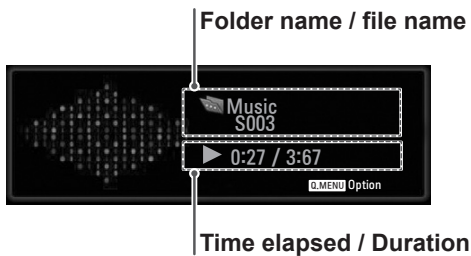 Folder name / file name
Music
S003
0:27 / 3:67
Q.MENU Option
Time elapsed / Duration